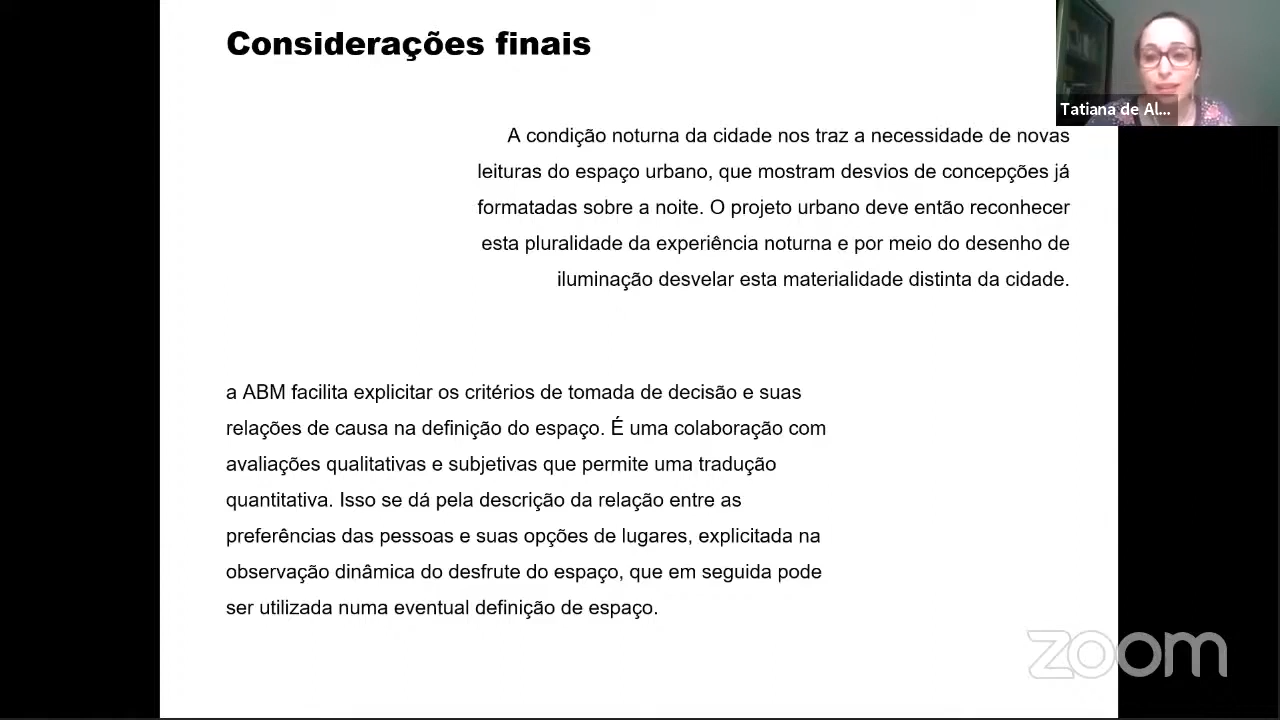 Considerações finais
Tatiana de Al...
A condição noturna da cidade nos traz a necessidade de novas
leituras do espaço urbano, que mostram desvios de concepções já
formatadas sobre a noite. O projeto urbano deve então reconhecer
esta pluralidade da experiência noturna e por meio do desenho de
iluminação desvelar esta materialidade distinta da cidade.
a ABM facilita explicitar os critérios de tomada de decisão e suas
relações de causa na definição do espaço. É uma colaboração com
avaliações qualitativas e subjetivas que permite uma tradução
quantitativa. Isso se dá pela descrição da relação entre as
preferências das pessoas e suas opções de lugares, explicitada na
observação dinâmica do desfrute do espaço, que em seguida pode
ser utilizada numa eventual definição de espaço.
zoom